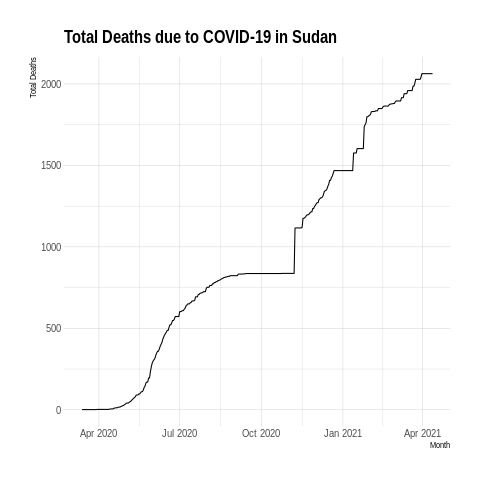 Total Deaths due to COVID-19 in Sudan
Total Deaths
2000
1500
1000
500
0
Apr 2020 Jul 2020 Oct 2020 Jan 2021 Apr 2021
Month